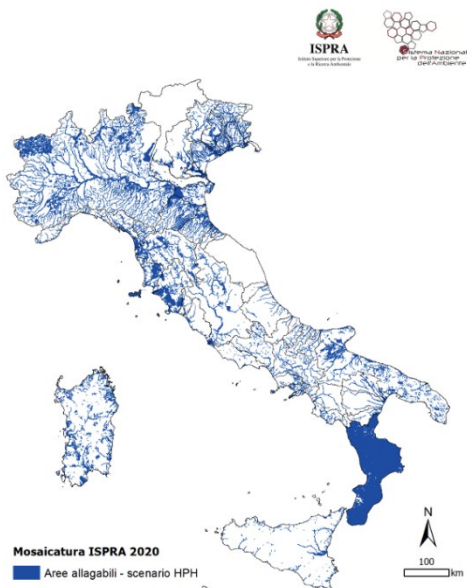 ISPRA
Istituto Superiore per la Protezione
e la Ricerca Ambientale
Sistema Nazionale
per la Protezione
dell'Ambiente
N
Mosaicatura ISPRA 2020
Aree allagabili - scenario HPH
100
km